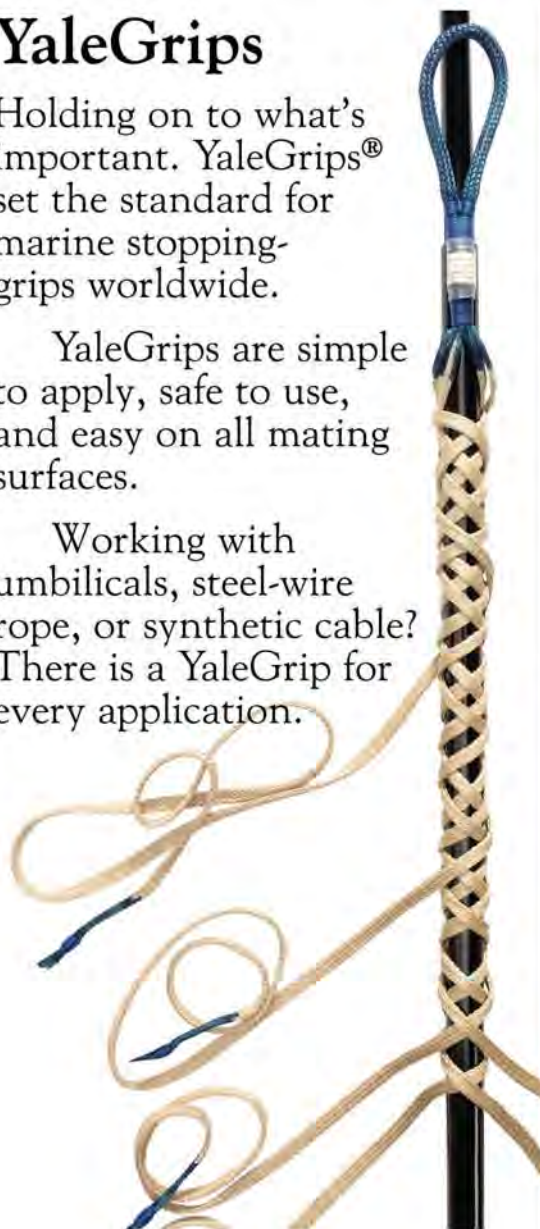 YaleGrips
Holding on to what's
important. YaleGrips®
set the standard for
marine stopping-
grips worldwide.
YaleGrips are simple
to apply, safe to use,
and easy on all mating
surfaces.
Working with
umbilicals, steel-wire
rope, or synthetic cable?
There is a YaleGrip for
every application.